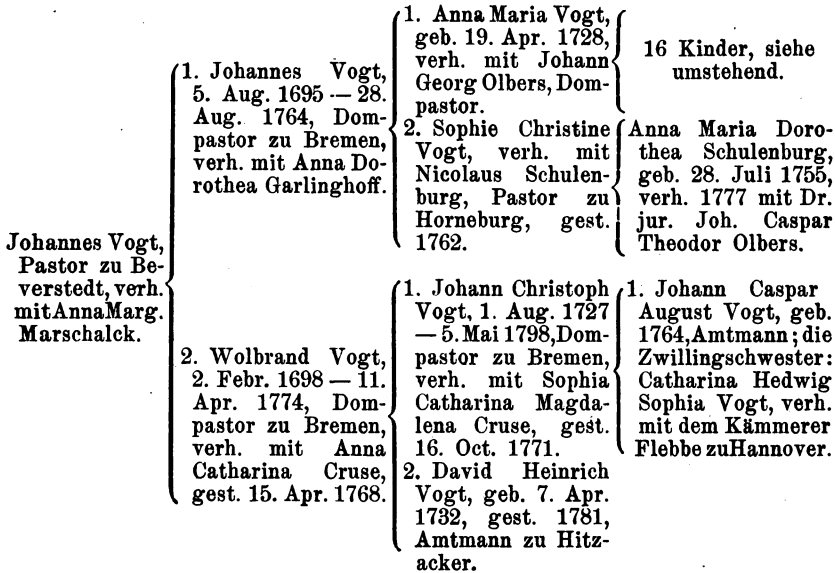 Johannes Vogt,
Pastor zu Be-
verstedt, verh.
mitAnnaMarg.
Marschalck.
1. Johannes Vogt,
5. Aug. 1695 — 28.
Aug. 1764, Dom-
pastor zu Bremen,
verh. mit Anna Do-
rothea Garlinghoff.
1. Anna Maria Vogt,
geb. 19. Apr. 1728,
verh. mit Johann
Georg Olbers, Dom-
pastor.
16 Kinder, siehe
umstehend.
2. Sophie Christine
Vogt, verh. mit
Nicolaus Schulen-
burg, Pastor zu
Horneburg, gest.
1762.
Anna Maria Doro-
thea Schulenburg,
geb. 28. Juli 1755,
verh. 1777 mit Dr.
jur. Joh. Caspar
Theodor Olbers.
2. Wolbrand Vogt,
2. Febr. 1698 — 11.
Apr. 1774, Dom-
pastor zu Bremen,
verh. mit Anna
Catharina Cruse,
gest. 15. Apr. 1768.
1. Johann Christoph
Vogt, 1. Aug. 1727
— 5. Mai 1798, Dom-
pastor zu Bremen,
verh. mit Sophia
Catharina Magda-
lena Cruse, gest.
16. Oct. 1771.
1. Johann Caspar
August Vogt, geb.
1764, Amtmann; die
Zwillingschwester:
Catharina Hedwig
Sophia Vogt, verh.
mit dem Kämmerer
Flebbe zuHannover.
2. David Heinrich
Vogt, geb. 7. Apr.
1732, gest. 1781,
Amtmann zu Hitz-
acker.